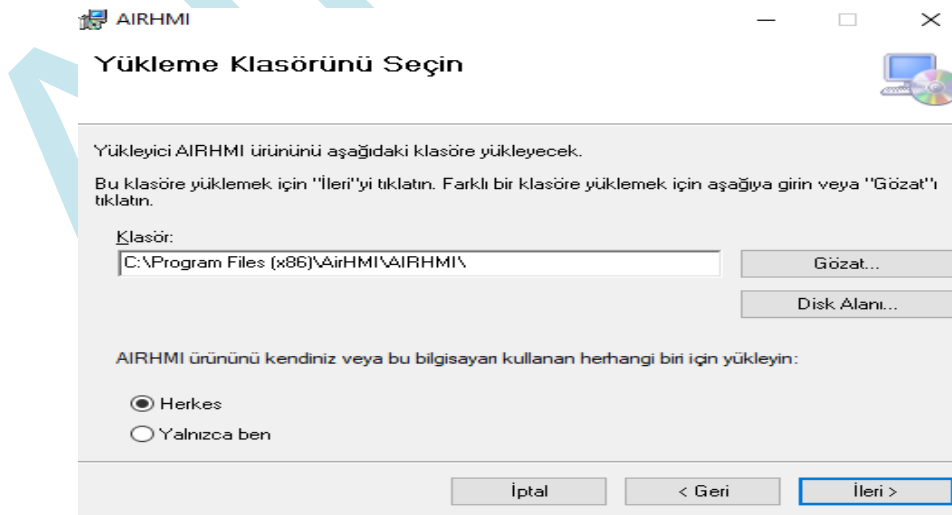 AIRHMI
Yükleme Klasörünü Seçin
Yükleyici AIRHMI ürününü aşağıdaki klasöre yükleyecek.
Bu klasöre yüklemek için "İleri"yi tıklatın. Farklı bir klasöre yüklemek için aşağıya girin veya "Gözat"ı
tıklatın.
Klasör:
C:\Program Files (x86)\AirHMI\AIRHMI\
Gözat...
Disk Alanı...
AIRHMI ürününü kendiniz veya bu bilgisayarı kullanan herhangi biri için yükleyin:
Herkes
Yalnızca ben
İptal
< Geri
İleri >